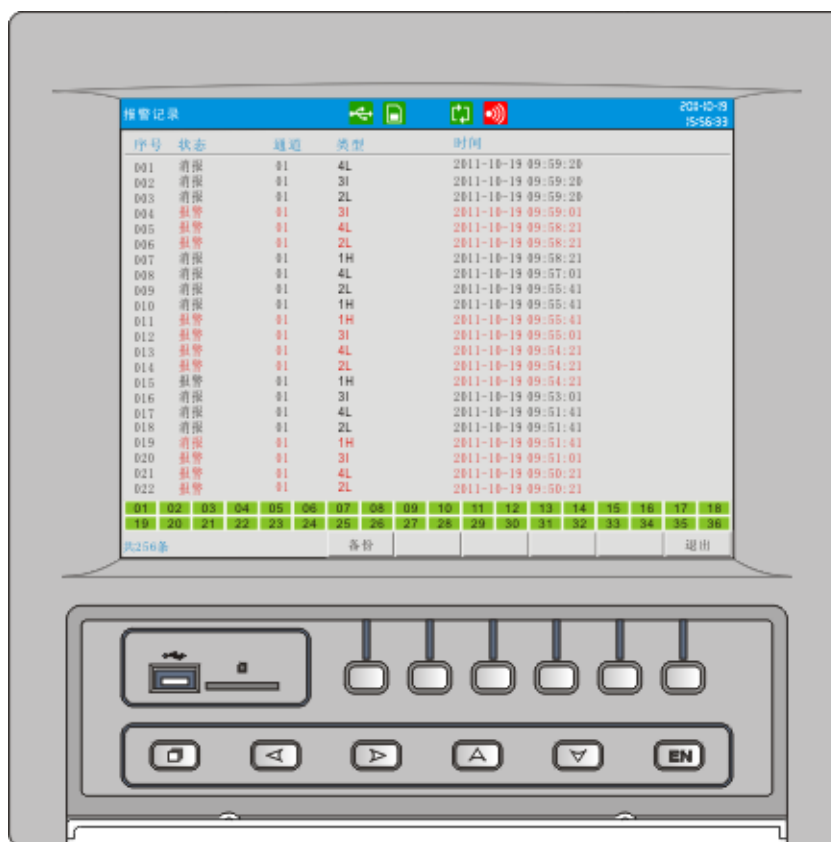 报警记录
2011-10-19
15:56:33
序号 状态 通道 类型 时间
001 消报 01 4L 2011-10-19 09:59:20
002 消报 01 3I 2011-10-19 09:59:20
003 消报 01 2L 2011-10-19 09:59:20
004 报警 01 3I 2011-10-19 09:59:01
005 报警 01 4L 2011-10-19 09:58:21
006 报警 01 2L 2011-10-19 09:58:21
007 消报 01 1H 2011-10-19 09:58:21
008 消报 01 4L 2011-10-19 09:57:01
009 消报 01 2L 2011-10-19 09:55:41
010 消报 01 1H 2011-10-19 09:55:41
011 报警 01 1H 2011-10-19 09:55:41
012 报警 01 3I 2011-10-19 09:55:01
013 报警 01 4L 2011-10-19 09:54:21
014 报警 01 2L 2011-10-19 09:54:21
015 报警 01 1H 2011-10-19 09:54:21
016 消报 01 3I 2011-10-19 09:53:01
017 消报 01 4L 2011-10-19 09:51:41
018 消报 01 2L 2011-10-19 09:51:41
019 消报 01 1H 2011-10-19 09:51:41
020 报警 01 3I 2011-10-19 09:51:01
021 报警 01 4L 2011-10-19 09:50:21
022 报警 01 2L 2011-10-19 09:50:21
01 02 03 04 05 06 07 08 09 10 11 12 13 14 15 16 17 18
19 20 21 22 23 24 25 26 27 28 29 30 31 32 33 34 35 36
共256条 备份 退出
EN